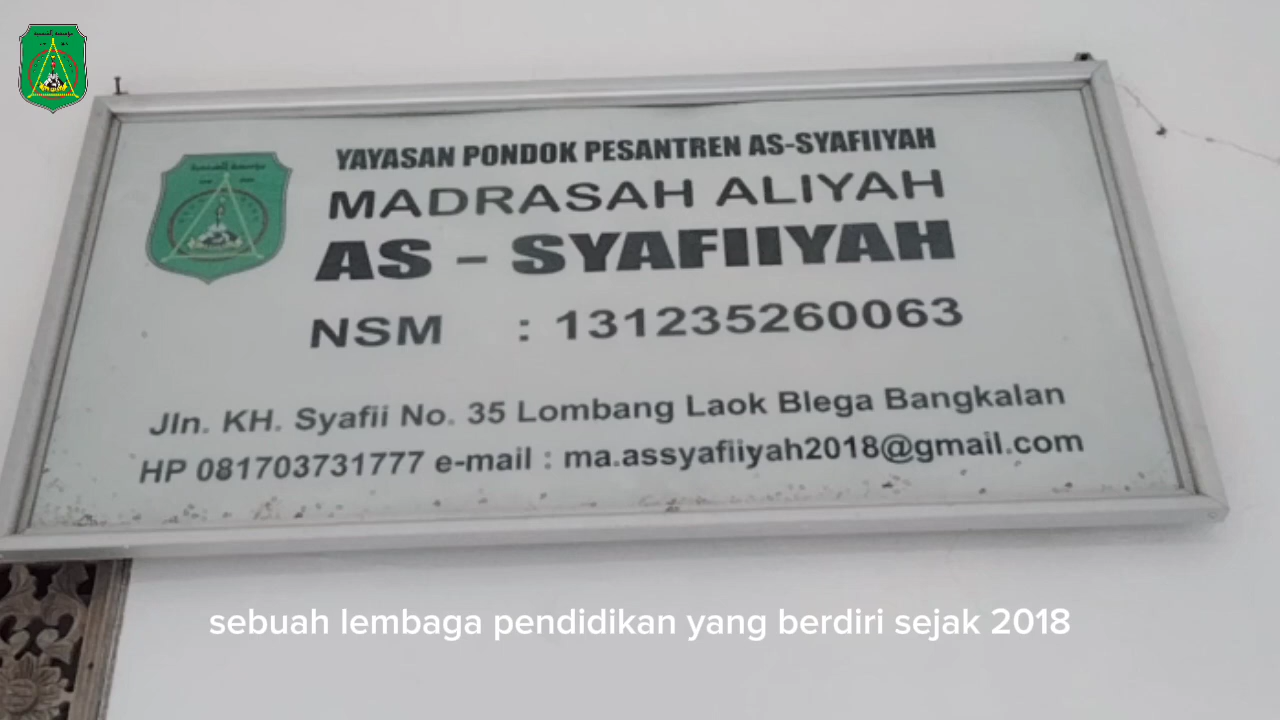 YAYASAN PONDOK PESANTREN AS-SYAFIIYAH
MADRASAH ALIYAH
AS - SYAFIIYAH
NSM : 131235260063
Jln. KH. Syafii No. 35 Lombang Laok Blega Bangkalan
HP 081703731777 e-mail : ma.assyafiiyah2018@gmail.com
sebuah lembaga pendidikan yang berdiri sejak 2018